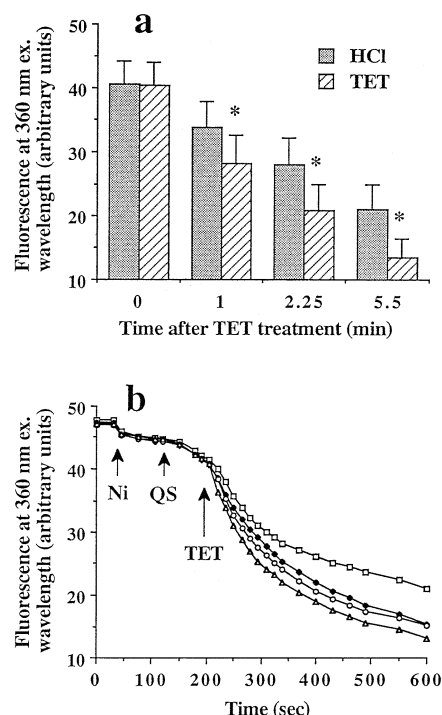 a
HCl
TET
Fluorescence at 360 nm ex.
wavelength (arbitrary units)
50
40
30
20
10
*
*
*
0 1 2.25 5.5
Time after TET treatment (min)
b
Fluorescence at 360 nm ex.
wavelength (arbitrary units)
50
40
30
20
10
Ni
QS
TET
0 100 200 300 400 500 600
Time (sec)